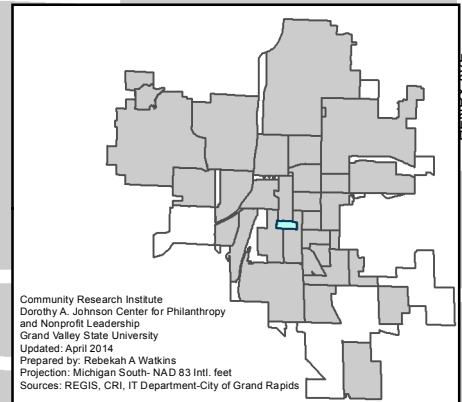 Community Research Institute
Dorothy A. Johnson Center for Philanthropy
and Nonprofit Leadership
Grand Valley State University
Updated: April 2014
Prepared by: Rebekah A Watkins
Projection: Michigan South- NAD 83 Intl. feet
Sources: REGIS, CRI, IT Department-City of Grand Rapids